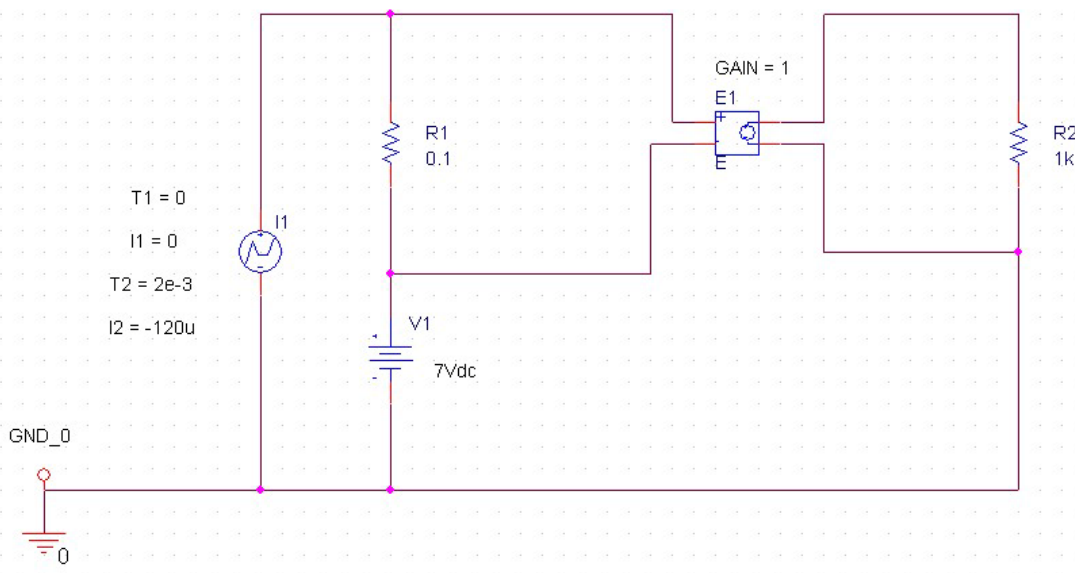 GAIN = 1
E1
E
R1
0.1
R2
1k
T1 = 0
I1
I1 = 0
T2 = 2e-3
I2 = -120u
V1
7Vdc
GND_0
0